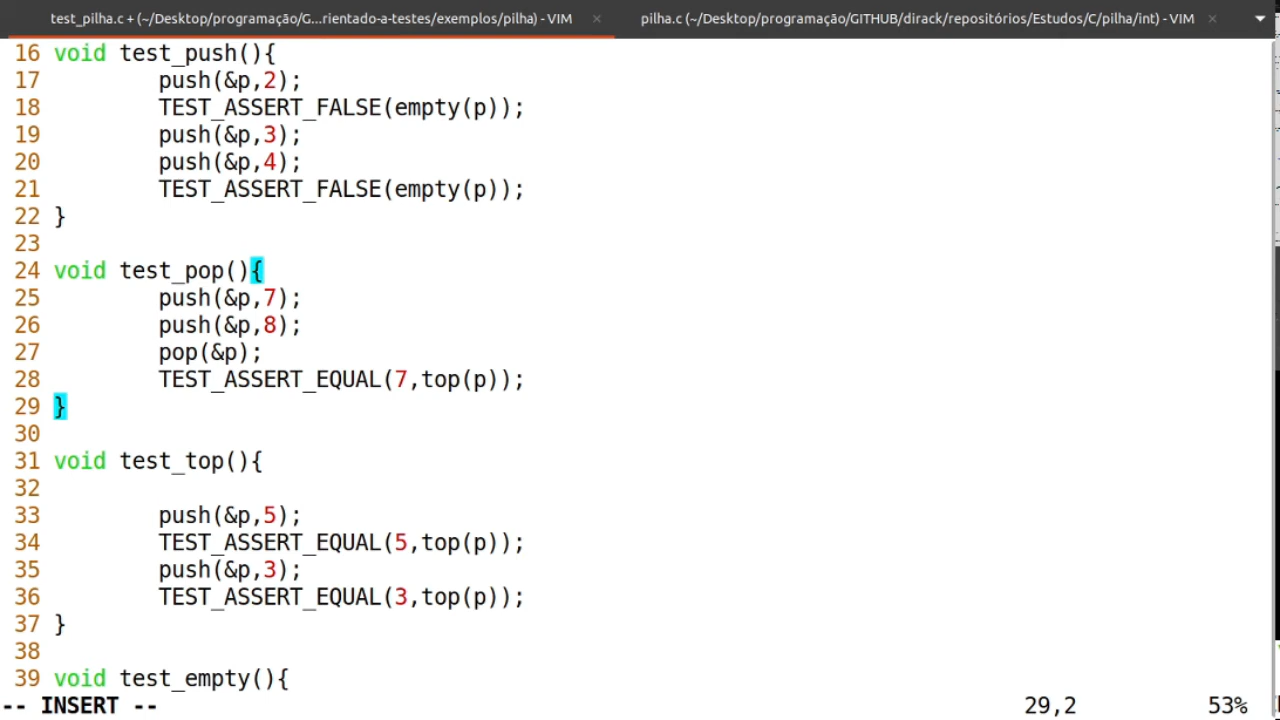 test_pilha.c + (~/Desktop/programação/G...rientado-a-testes/exemplos/pilha) - VIM × pilha.c (~/Desktop/programação/GITHUB/dirack/repositórios/Estudos/C/pilha/int) - VIM ×
16 void test_push(){
17 push(&p,2);
18 TEST_ASSERT_FALSE(empty(p));
19 push(&p,3);
20 push(&p,4);
21 TEST_ASSERT_FALSE(empty(p));
22 }
23
24 void test_pop(){
25 push(&p,7);
26 push(&p,8);
27 pop(&p);
28 TEST_ASSERT_EQUAL(7,top(p));
29 }
30
31 void test_top(){
32
33 push(&p,5);
34 TEST_ASSERT_EQUAL(5,top(p));
35 push(&p,3);
36 TEST_ASSERT_EQUAL(3,top(p));
37 }
38
39 void test_empty(){
-- INSERT -- 29,2 53%